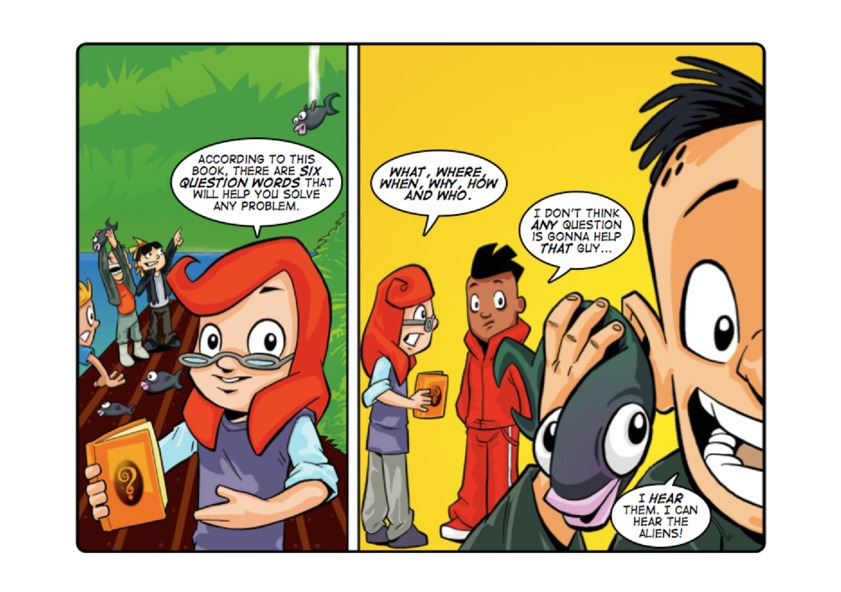 ACCORDING TO THIS
BOOK, THERE ARE SIX
QUESTION WORDS THAT
WILL HELP YOU SOLVE
ANY PROBLEM.
WHAT, WHERE,
WHEN, WHY, HOW
AND WHO.
I DON'T THINK
ANY QUESTION
IS GONNA HELP
THAT GUY...
I HEAR
THEM. I CAN
HEAR THE
ALIENS!
?
?